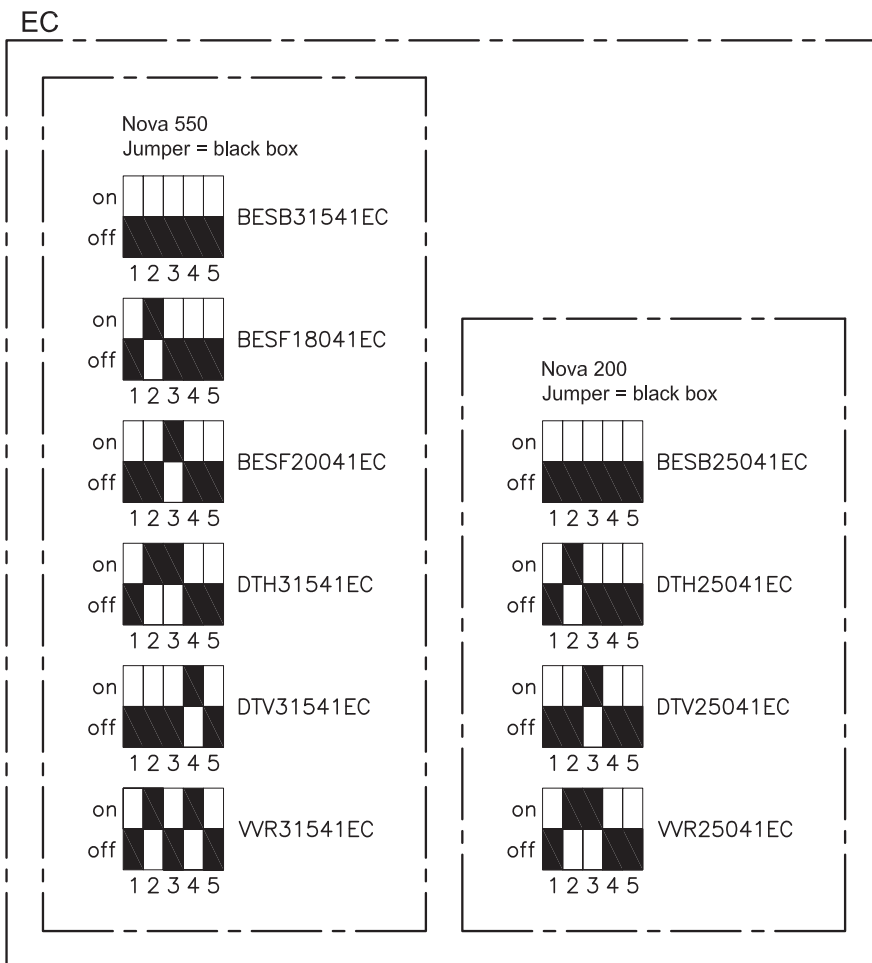 EC
Nova 550
Jumper = black box
on
off
BESB31541EC
1 2 3 4 5
on
off
BESF18041EC
1 2 3 4 5
on
off
BESF20041EC
1 2 3 4 5
on
off
DTH31541EC
1 2 3 4 5
on
off
DTV31541EC
1 2 3 4 5
on
off
VVR31541EC
1 2 3 4 5
Nova 200
Jumper = black box
on
off
BESB25041EC
1 2 3 4 5
on
off
DTH25041EC
1 2 3 4 5
on
off
DTV25041EC
1 2 3 4 5
on
off
VVR25041EC
1 2 3 4 5